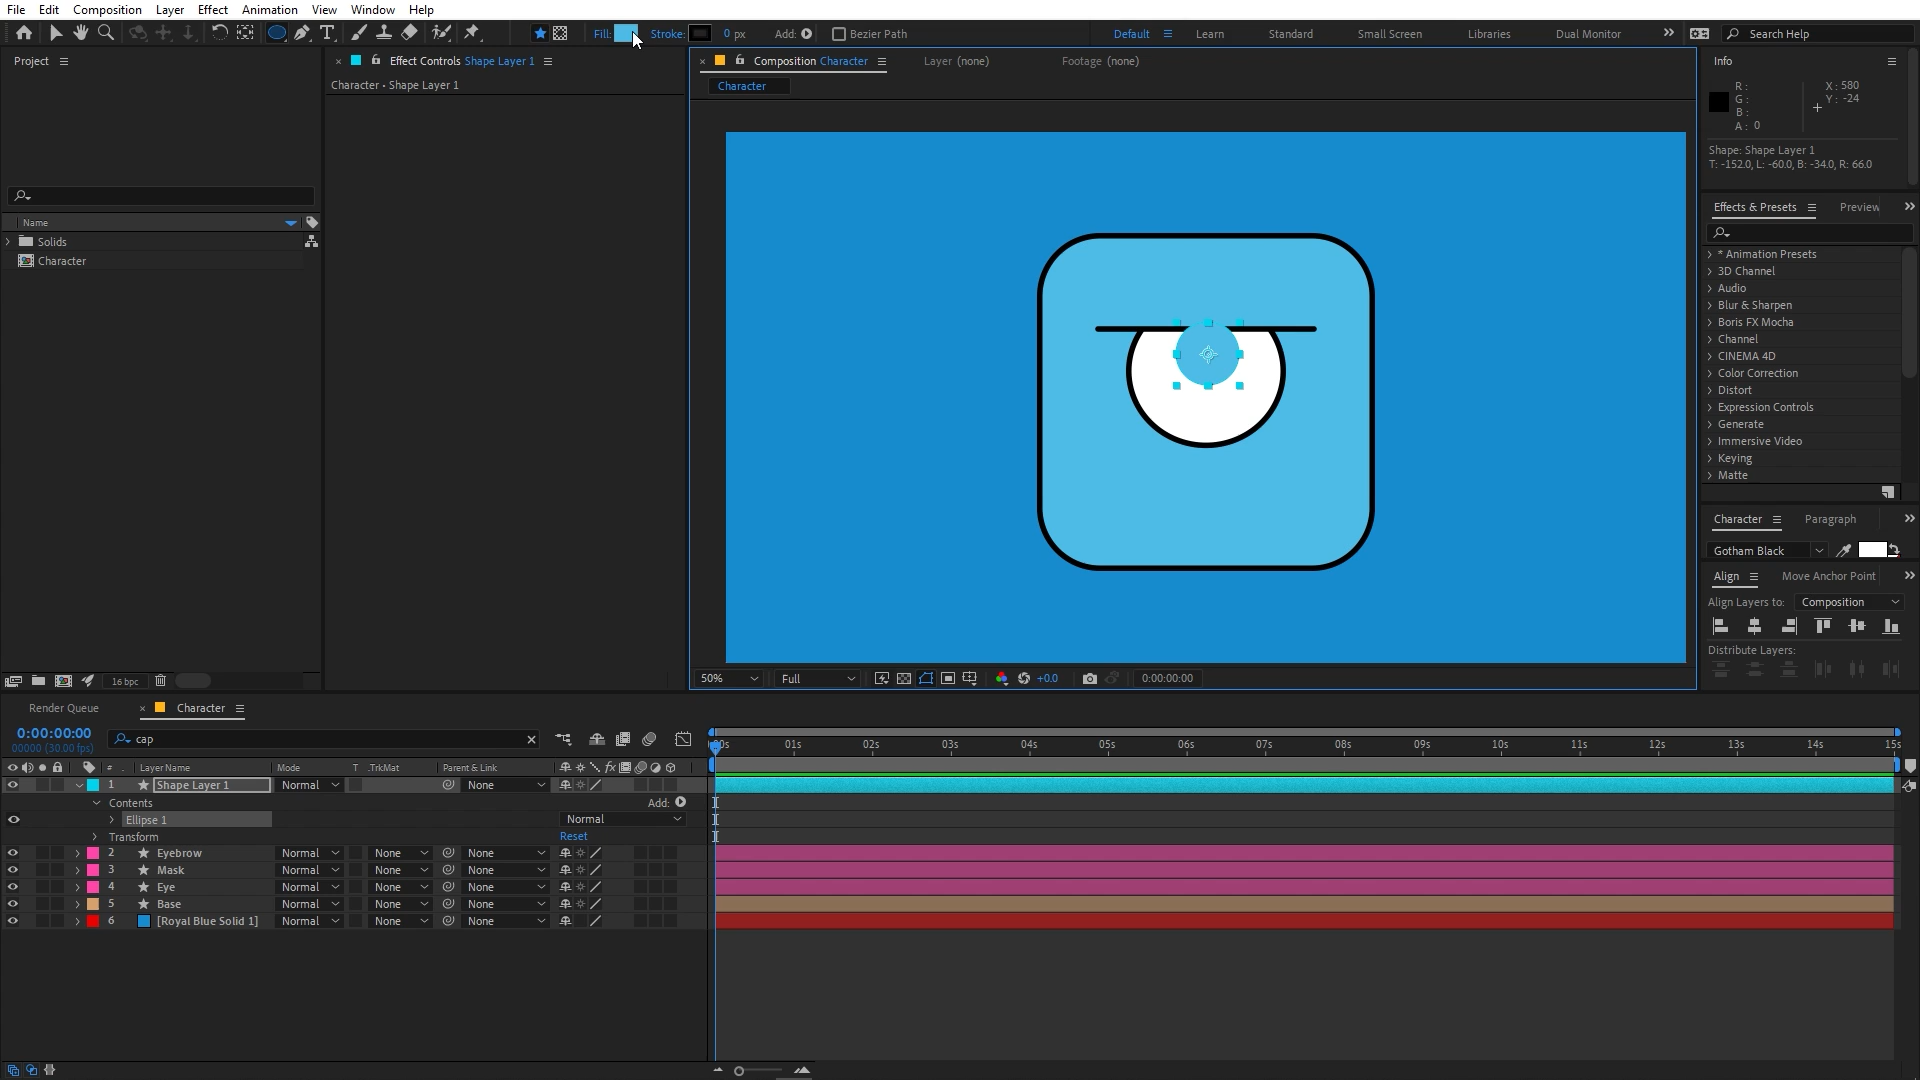 File Edit Composition Layer Effect Animation View Window Help
Fill: Stroke: 0 px Add: Bezier Path Default Learn Standard Small Screen Libraries Dual Monitor Search Help
Project
Effect Controls Shape Layer 1
Composition Character Layer (none) Footage (none)
Info
Character • Shape Layer 1
Character
R:
G:
B:
A: 0
X: 580
Y: -24
Shape: Shape Layer 1
T: -152.0, L: -60.0, B: -34.0, R: 66.0
Name
Solids
Character
Effects & Presets Preview
* Animation Presets
3D Channel
Audio
Blur & Sharpen
Boris FX Mocha
Channel
CINEMA 4D
Color Correction
Distort
Expression Controls
Generate
Immersive Video
Keying
Matte
Character Paragraph
Gotham Black
Align Move Anchor Point
Align Layers to: Composition
Distribute Layers:
16 bpc
50% Full +0.0 0:00:00:00
Render Queue Character
0:00:00:00
00000 (30.00 fps)
cap
00s 01s 02s 03s 04s 05s 06s 07s 08s 09s 10s 11s 12s 13s 14s 15s
# Layer Name Mode T .TrkMat Parent & Link
1 Shape Layer 1 Normal None
Contents Add:
Ellipse 1 Normal
Transform Reset
2 Eyebrow Normal None None
3 Mask Normal None None
4 Eye Normal None None
5 Base Normal None None
6 [Royal Blue Solid 1] Normal None None